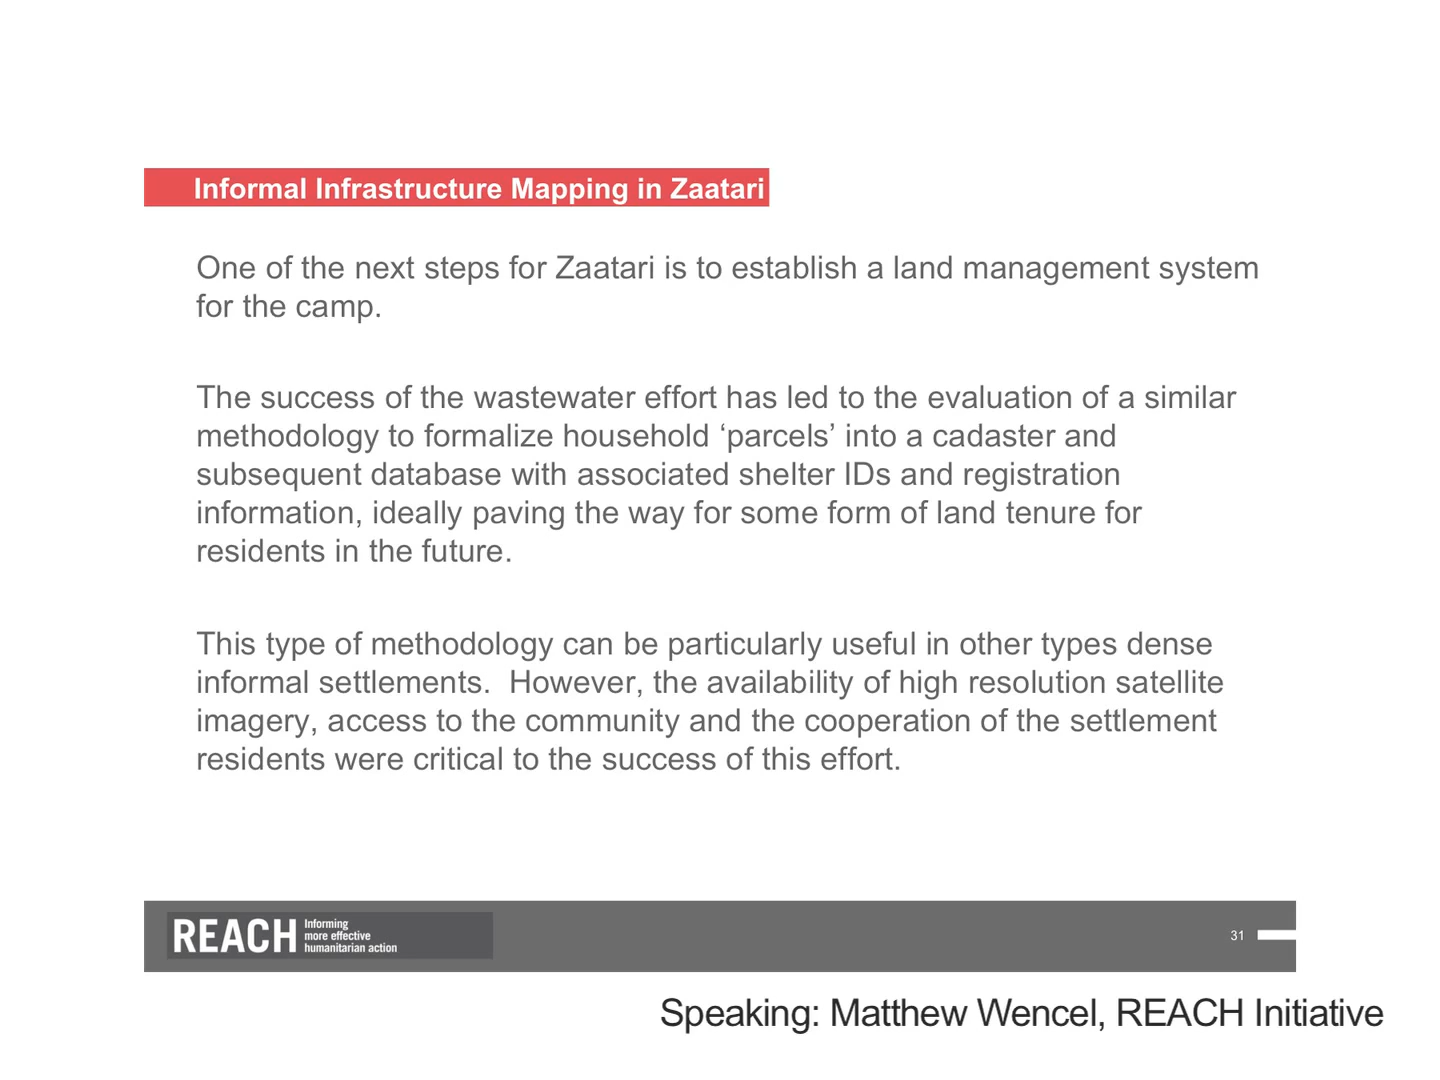 Informal Infrastructure Mapping in Zaatari
One of the next steps for Zaatari is to establish a land management system
for the camp.
The success of the wastewater effort has led to the evaluation of a similar
methodology to formalize household ‘parcels’ into a cadaster and
subsequent database with associated shelter IDs and registration
information, ideally paving the way for some form of land tenure for
residents in the future.
This type of methodology can be particularly useful in other types dense
informal settlements.  However, the availability of high resolution satellite
imagery, access to the community and the cooperation of the settlement
residents were critical to the success of this effort.
REACH
Informing
more effective
humanitarian action
31
Speaking: Matthew Wencel, REACH Initiative